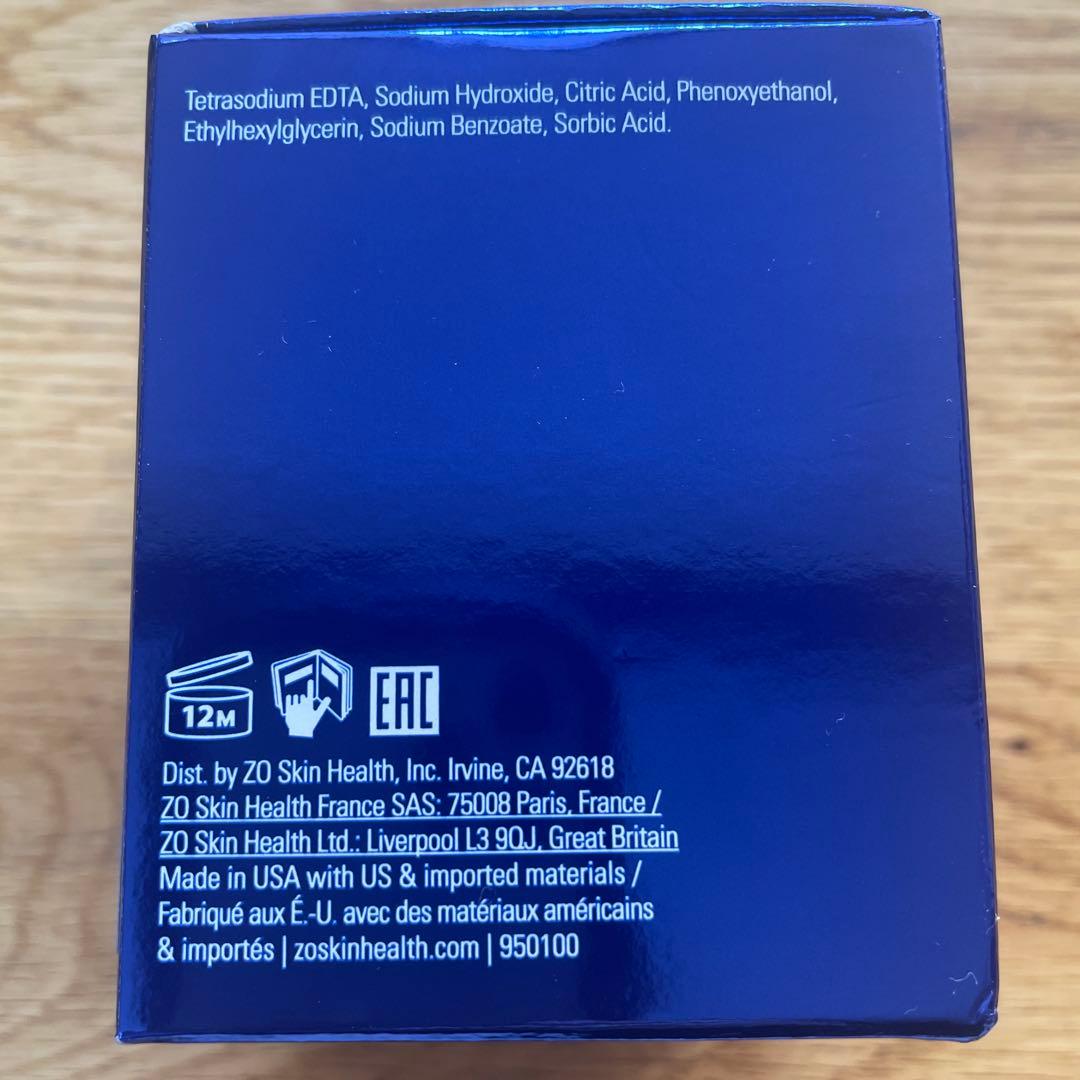 Tetrasodium EDTA, Sodium Hydroxide, Citric Acid, Phenoxyethanol,
Ethylhexylglycerin, Sodium Benzoate, Sorbic Acid.
12M
EAC
Dist. by ZO Skin Health, Inc. Irvine, CA 92618
ZO Skin Health France SAS: 75008 Paris, France /
ZO Skin Health Ltd.: Liverpool L3 9QJ, Great Britain
Made in USA with US & imported materials /
Fabriqué aux É.-U. avec des matériaux américains
& importés | zoskinhealth.com | 950100